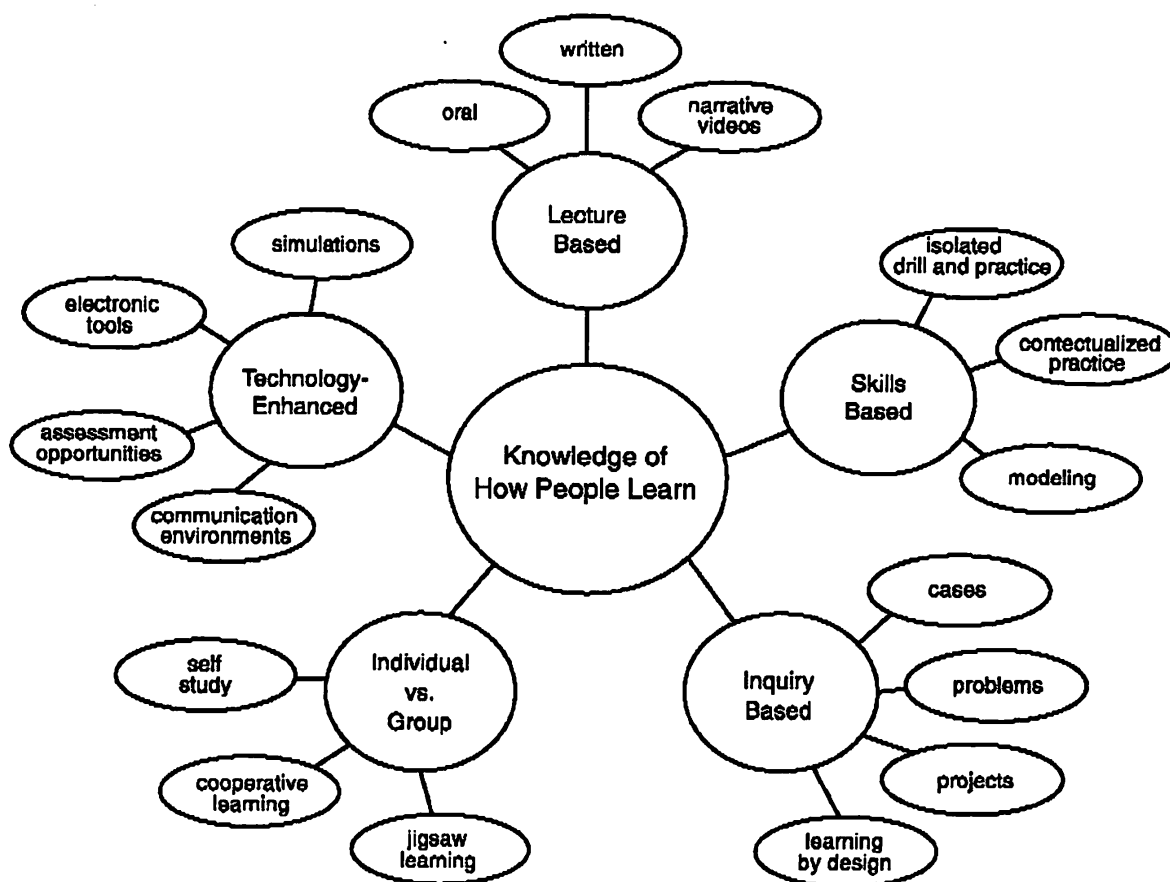 written
oral
narrative
videos
Lecture
Based
simulations
isolated
drill and practice
electronic
tools
contectualized
practice
Technology-
Enhanced
Skills
Based
assessment
opportunities
Knowledge of
How People Learn
modeling
communication
environments
cases
self
study
Individual
vs.
Group
Inquiry
Based
problems
cooperative
learning
projects
jigsaw
learning
learning
by design